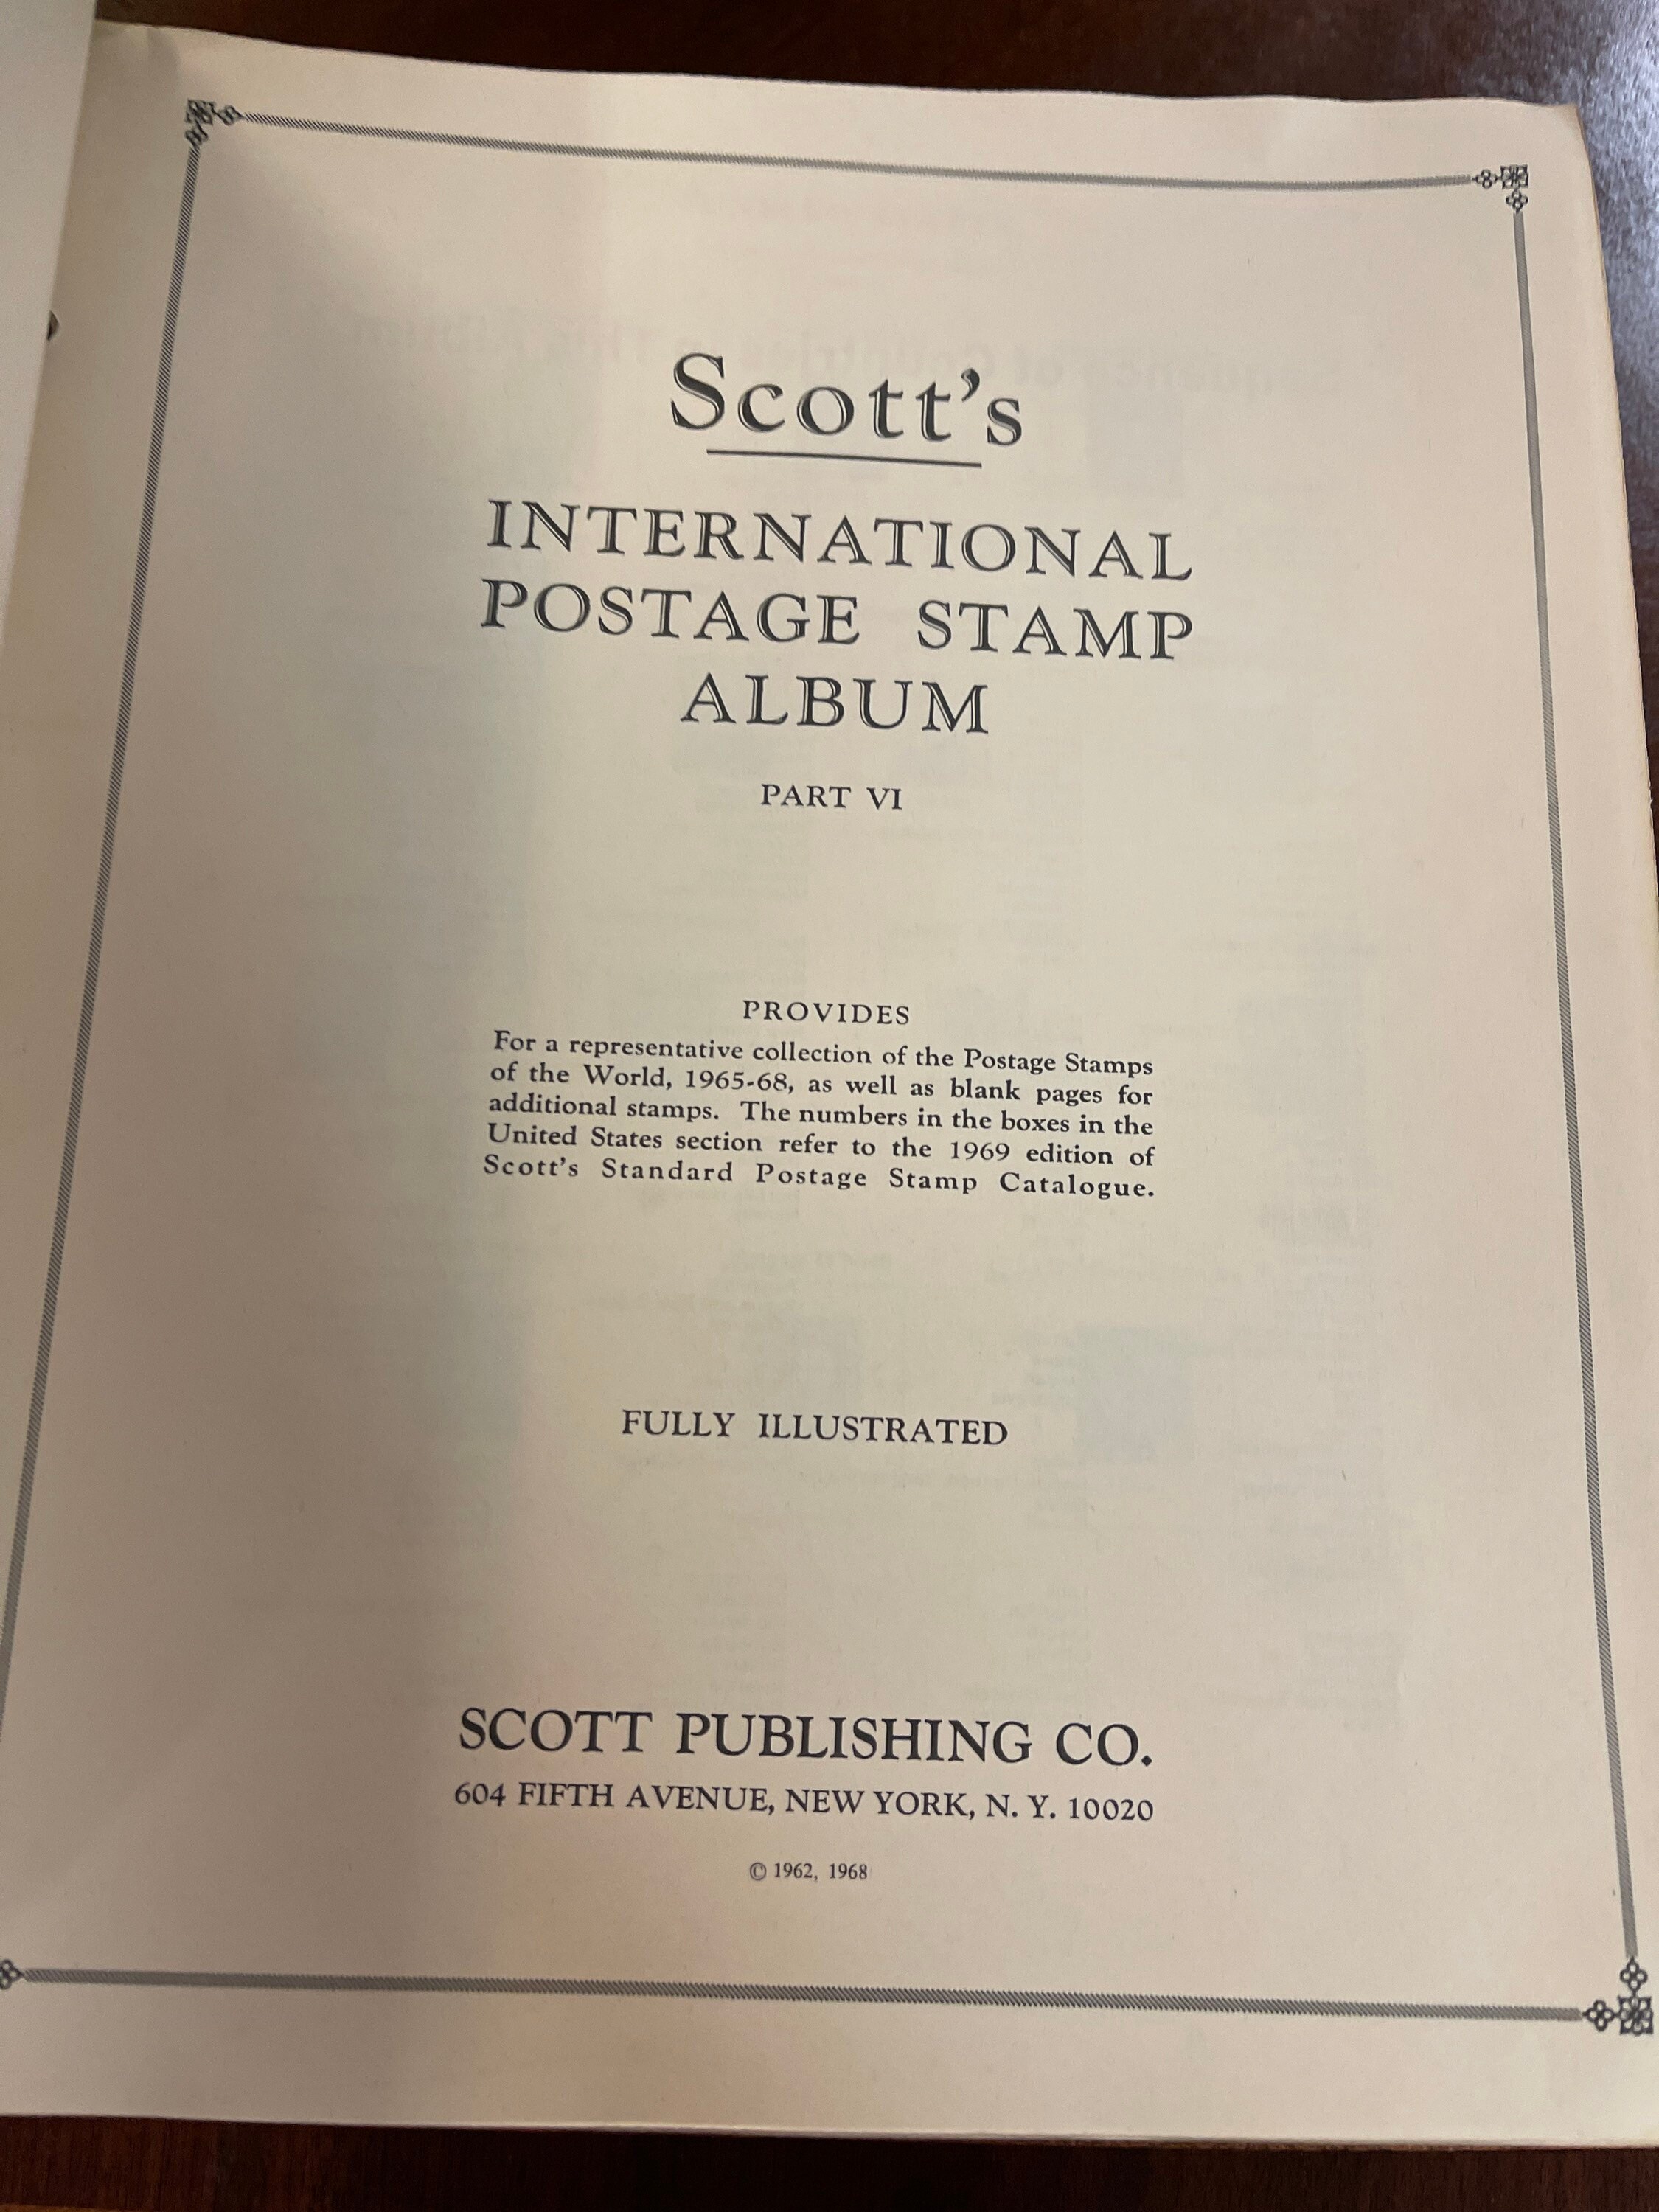 Scott's
INTERNATIONAL
POSTAGE STAMP
ALBUM
PART VI
PROVIDES
For a representative collection of the Postage Stamps
of the World, 1965-68, as well as blank pages for
additional stamps. The numbers in the boxes in the
United States section refer to the 1969 edition of
Scott's Standard Postage Stamp Catalogue.
FULLY ILLUSTRATED
SCOTT PUBLISHING CO.
604 FIFTH AVENUE, NEW YORK, N. Y. 10020
© 1962, 1968